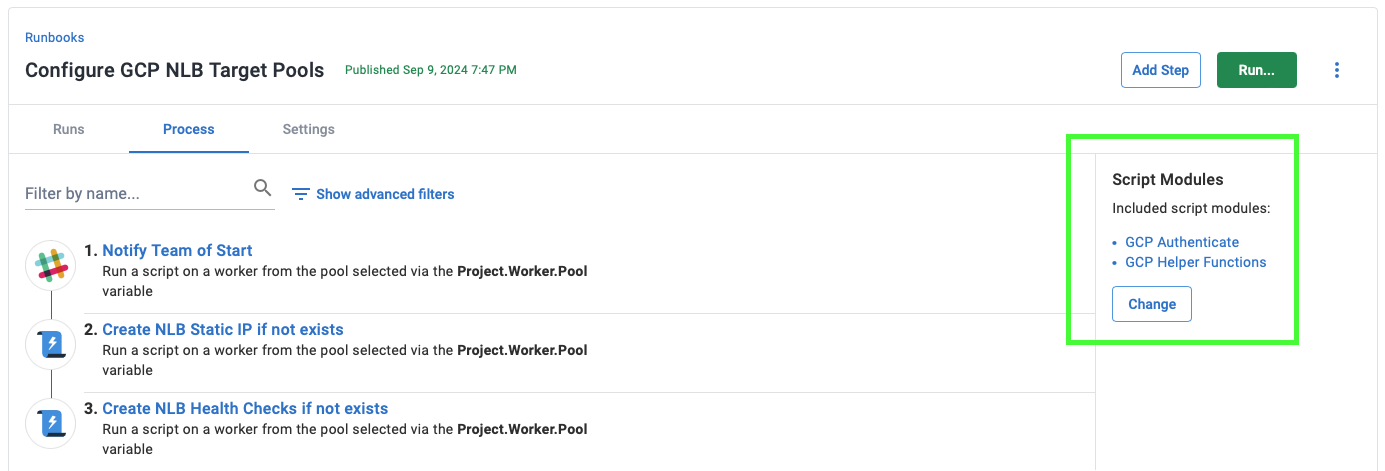 Runbooks
Configure GCP NLB Target Pools
Published Sep 9, 2024 7:47 PM
Add Step
Run...
Runs
Process
Settings
Filter by name...
Show advanced filters
1. Notify Team of Start
Run a script on a worker from the pool selected via the Project.Worker.Pool
variable
2. Create NLB Static IP if not exists
Run a script on a worker from the pool selected via the Project.Worker.Pool
variable
3. Create NLB Health Checks if not exists
Run a script on a worker from the pool selected via the Project.Worker.Pool
variable
Script Modules
Included script modules:
• GCP Authenticate
• GCP Helper Functions
Change